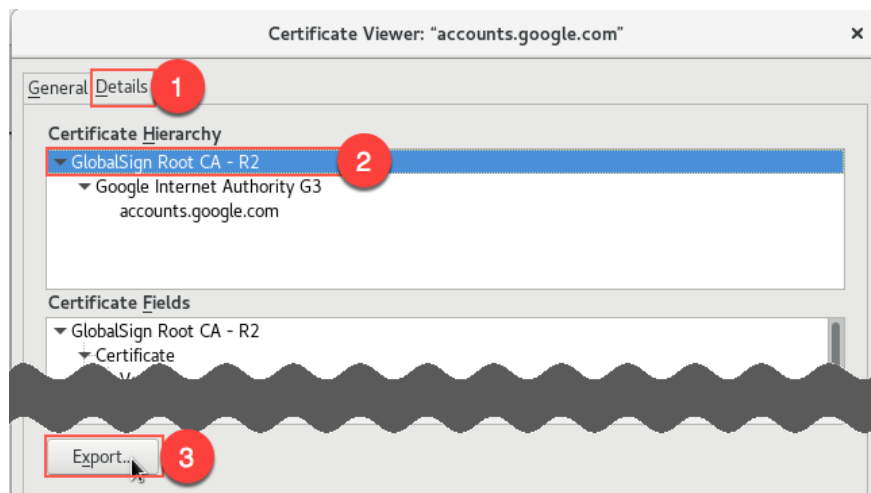 Certificate Viewer: “accounts.google.com” ×
General Details 1
Certificate Hierarchy
GlobalSign Root CA - R2 2
Google Internet Authority G3
accounts.google.com
Certificate Fields
GlobalSign Root CA - R2
Certificate
Export... 3